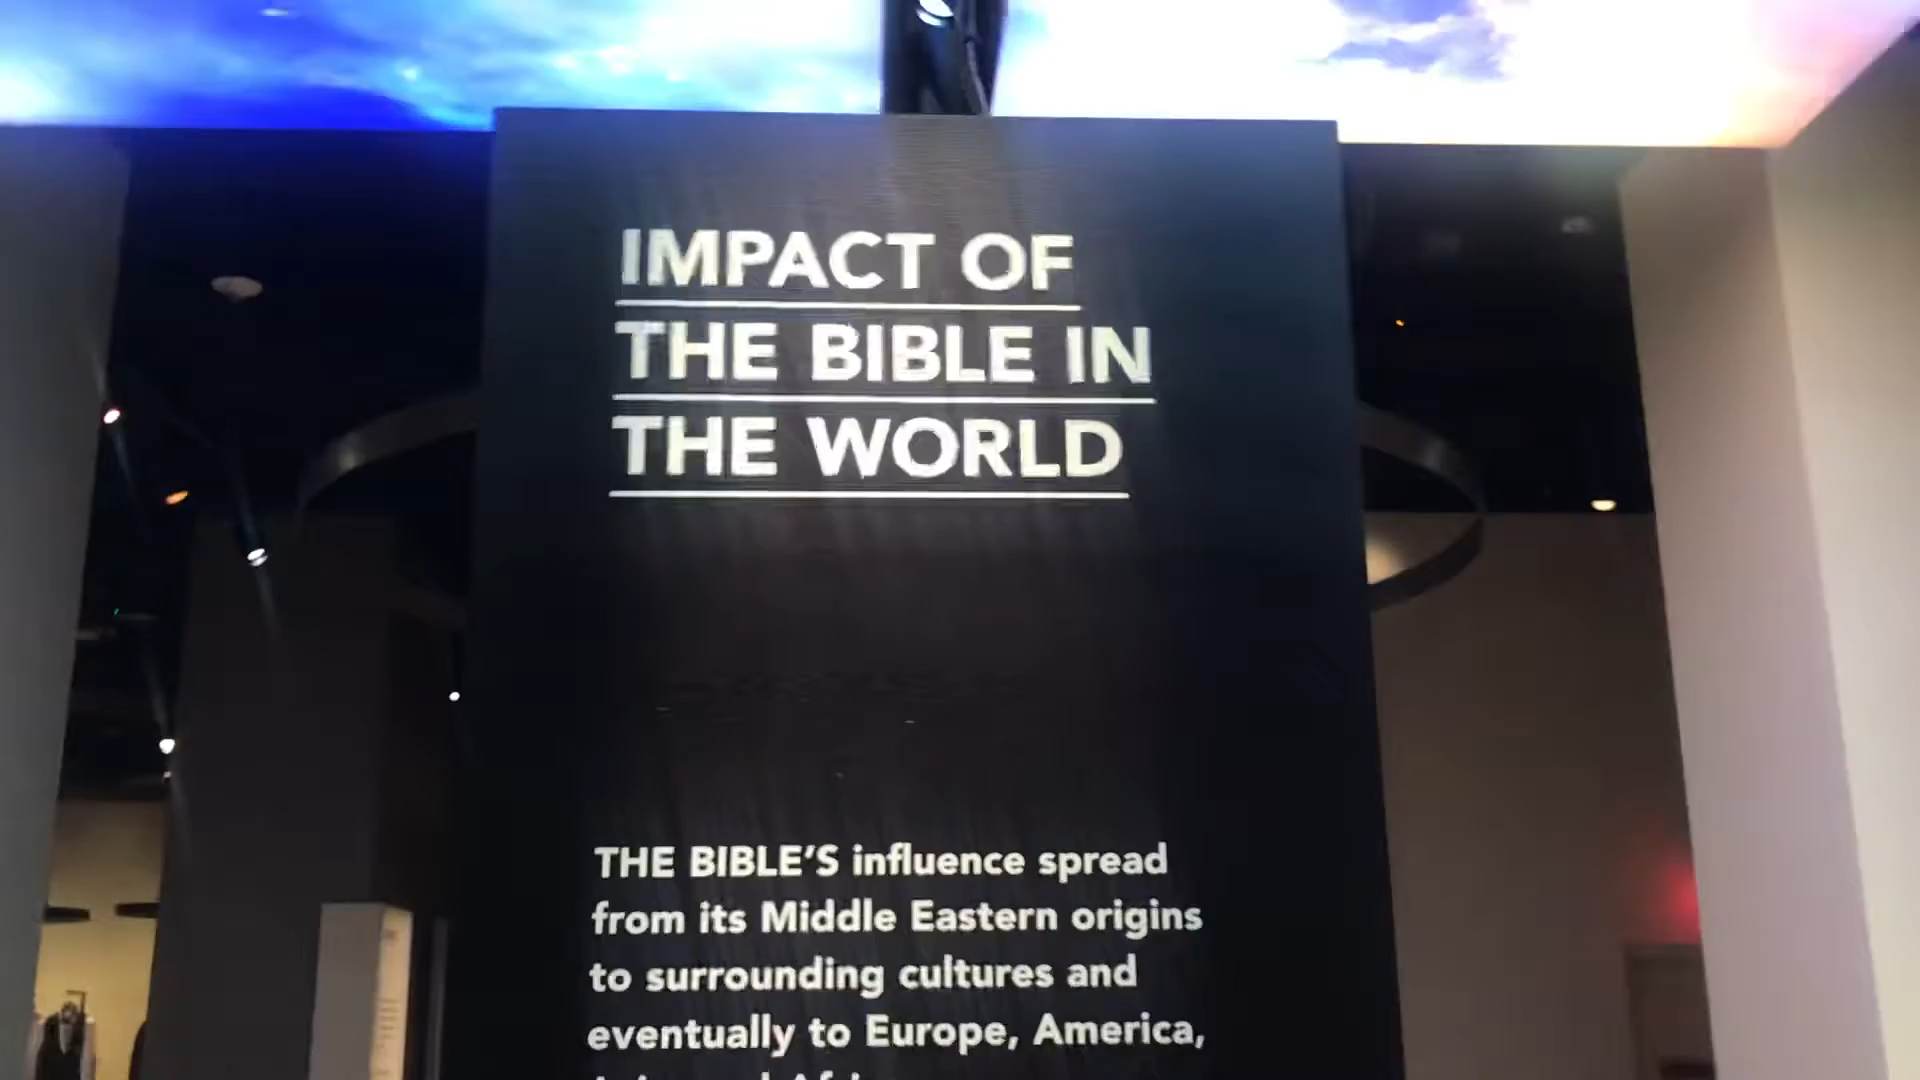 IMPACT OF
THE BIBLE IN
THE WORLD
THE BIBLE'S influence spread
from its Middle Eastern origins
to surrounding cultures and
eventually to Europe, America,